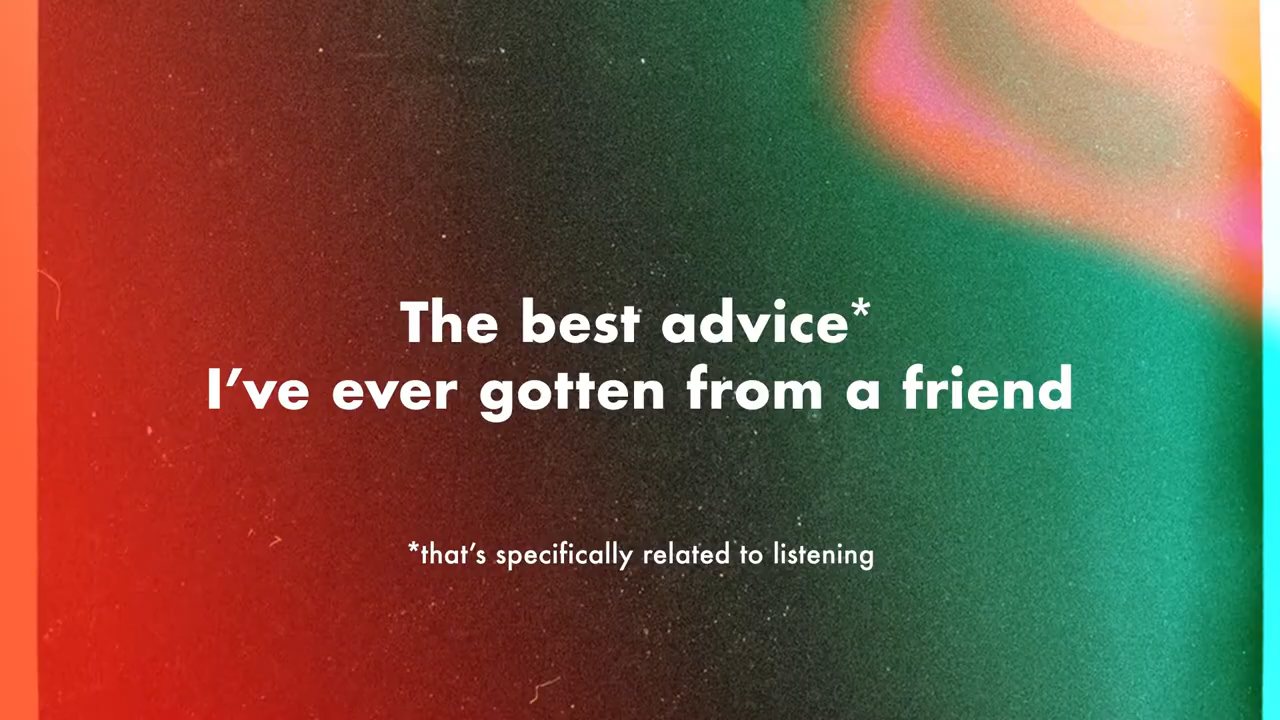 The best advice*
I’ve ever gotten from a friend
*that’s specifically related to listening